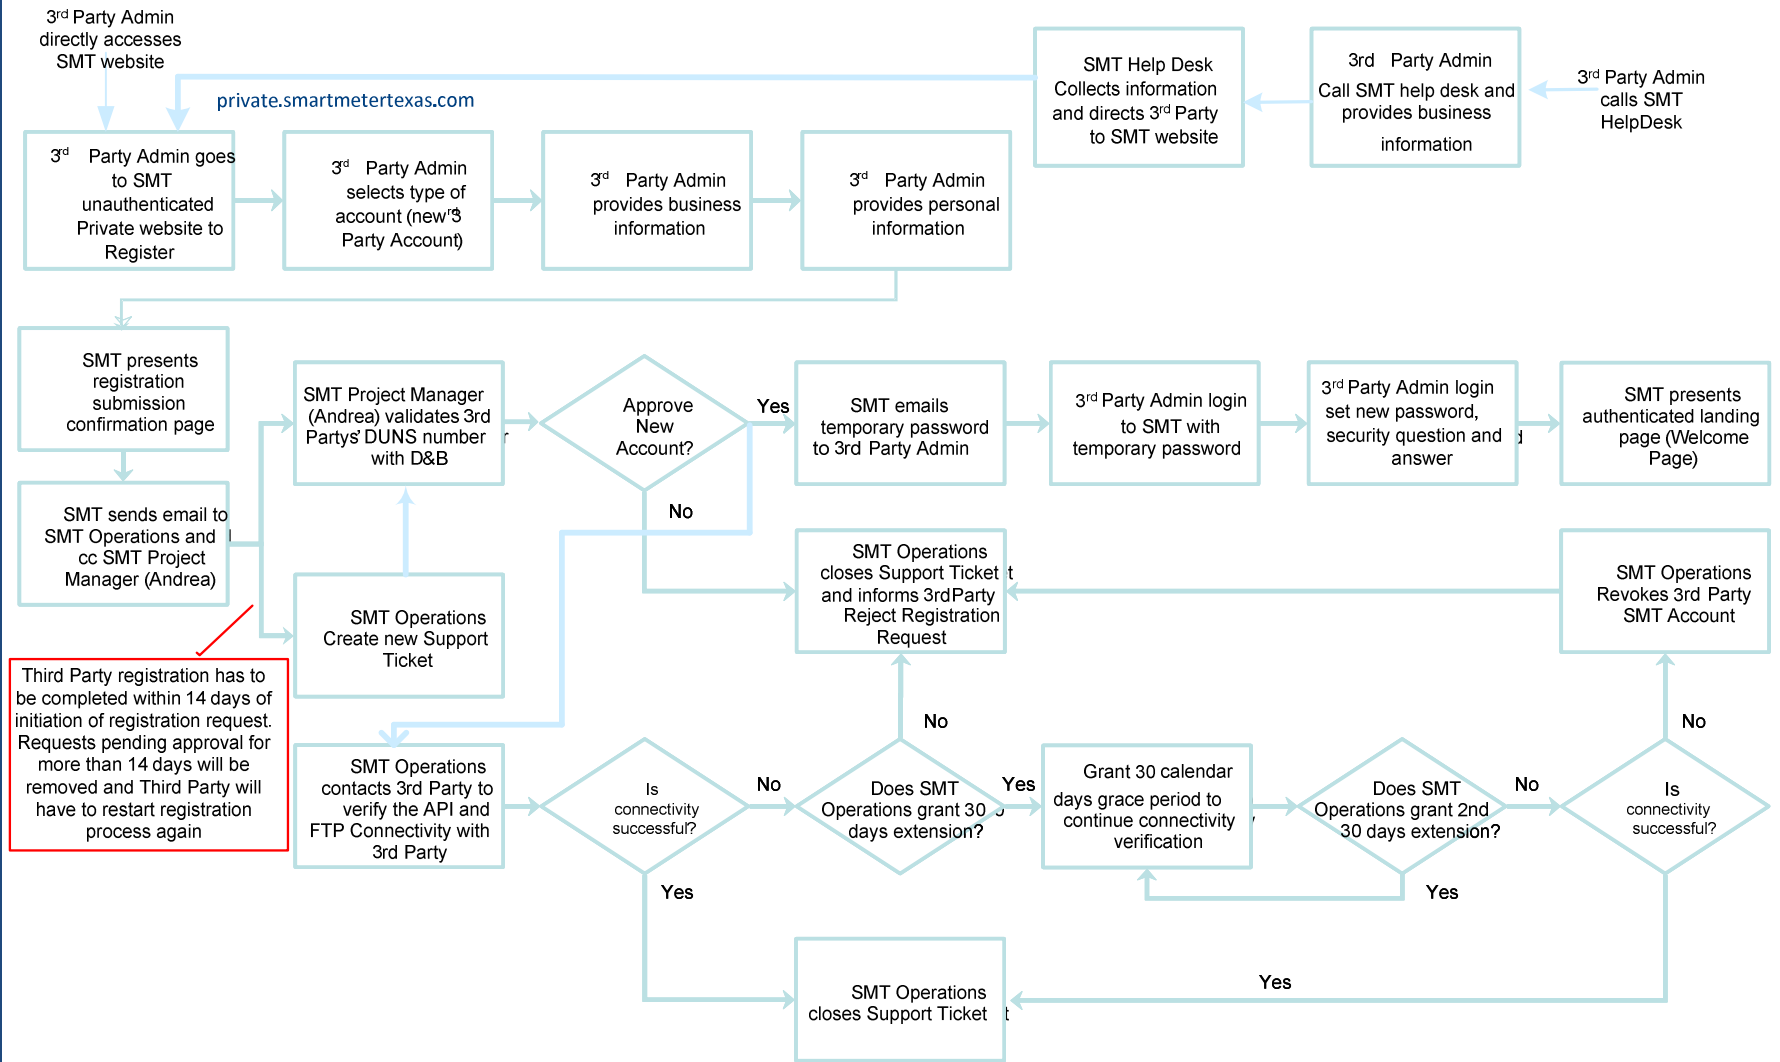 3rd Party Admin
directly accesses
SMT website
private.smartmetertexas.com
SMT Help Desk
Collects information
and directs 3rd Party
to SMT website
3rd Party Admin
Call SMT help desk and
provides business
information
3rd Party Admin
calls SMT
HelpDesk
3rd Party Admin goes
to SMT
unauthenticated
Private website to
Register
3rd Party Admin
selects type of
account (new 3rd
Party Account)
3rd Party Admin
provides business
information
3rd Party Admin
provides personal
information
SMT presents
registration
submission
confirmation page
SMT Project Manager
(Andrea) validates 3rd
Partys' DUNS number
with D&B
Approve
New
Account?
Yes
No
SMT emails
temporary password
to 3rd Party Admin
3rd Party Admin login
to SMT with
temporary password
3rd Party Admin login
set new password,
security question and
answer
SMT presents
authenticated landing
page (Welcome
Page)
SMT sends email to
SMT Operations and
cc SMT Project
Manager (Andrea)
SMT Operations
Create new Support
Ticket
SMT Operations
closes Support Ticket
and informs 3rdParty
Reject Registration
Request
SMT Operations
Revokes 3rd Party
SMT Account
Third Party registration has to
be completed within 14 days of
initiation of registration request.
Requests pending approval for
more than 14 days will be
removed and Third Party will
have to restart registration
process again
SMT Operations
contacts 3rd Party to
verify the API and
FTP Connectivity with
3rd Party
Is
connectivity
successful?
No
Yes
Does SMT
Operations grant 30
days extension?
No
Yes
Grant 30 calendar
days grace period to
continue connectivity
verification
Does SMT
Operations grant 2nd
30 days extension?
No
Yes
Is
connectivity
successful?
No
Yes
SMT Operations
closes Support Ticket